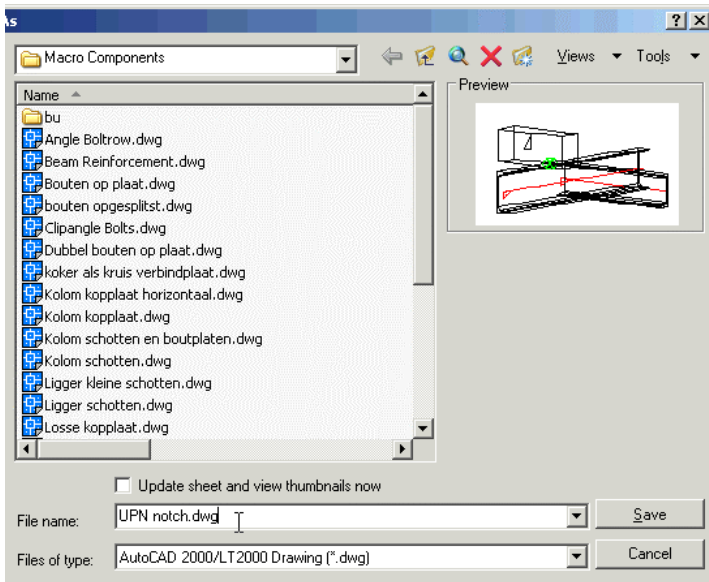 As
Macro Components
Views
Tools
Name
Preview
bu
Angle Boltrow.dwg
Beam Reinforcement.dwg
Bouten op plaat.dwg
bouten opgesplitst.dwg
Clipangle Bolts.dwg
Dubbel bouten op plaat.dwg
koker als kruis verbindplaat.dwg
Kolom kopplaat horizontaal.dwg
Kolom kopplaat.dwg
Kolom schotten en boutplaten.dwg
Kolom schotten.dwg
Ligger kleine schotten.dwg
Ligger schotten.dwg
Losse kopplaat.dwg
Update sheet and view thumbnails now
File name: UPN notch.dwg Save
Files of type: AutoCAD 2000/LT2000 Drawing (*.dwg) Cancel